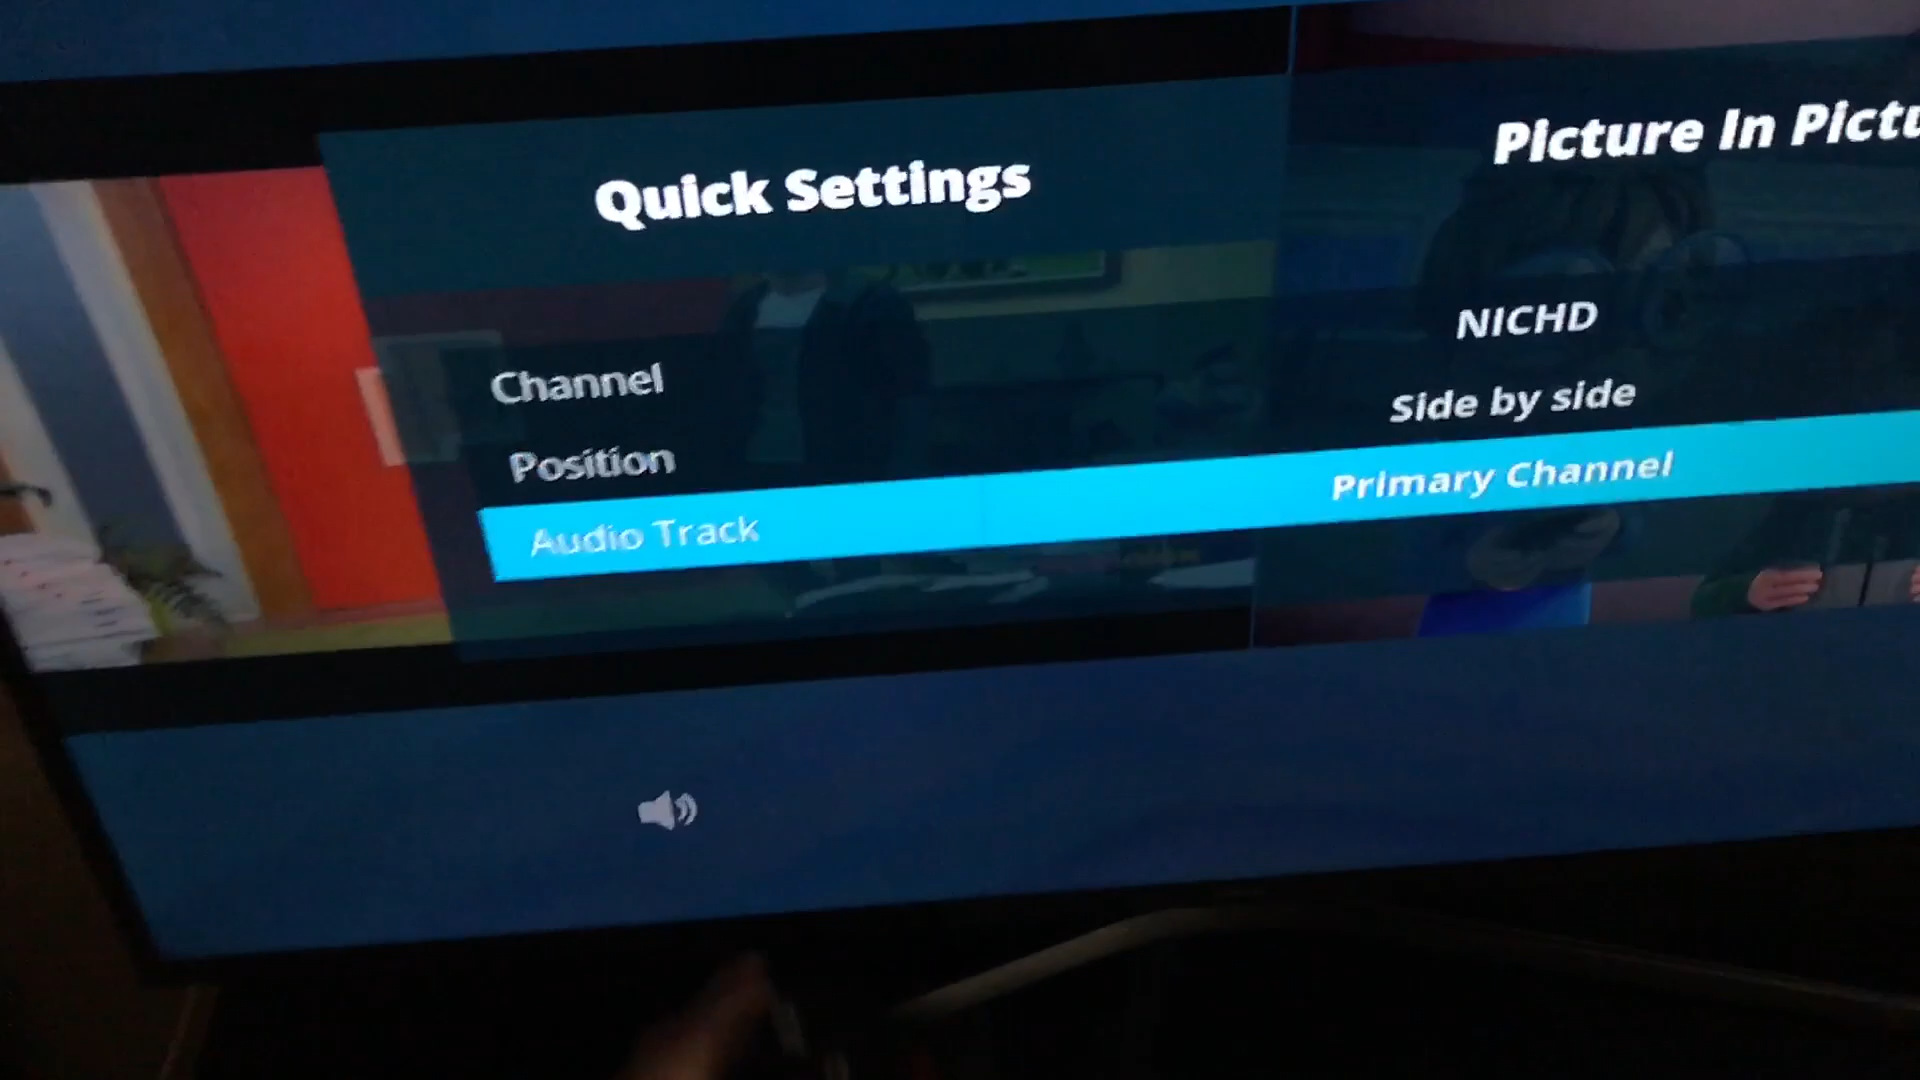 Quick Settings
Picture In Pictu
Channel
NICHD
Position
Side by side
Audio Track
Primary Channel